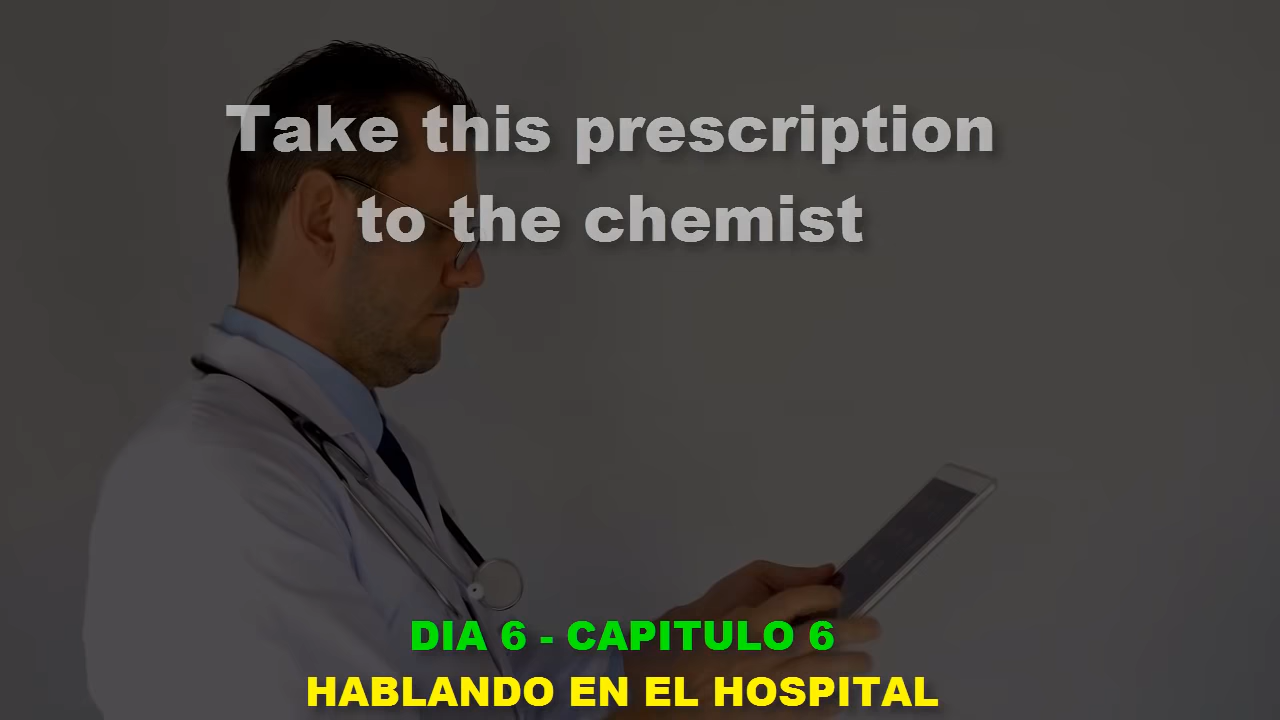 Take this prescription
to the chemist
DIA 6 - CAPITULO 6
HABLANDO EN EL HOSPITAL